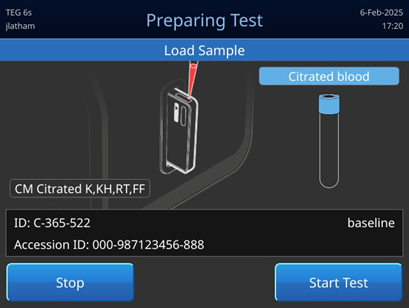 TEG 6s
jlatham
Preparing Test
6-Feb-2025
17:20
Load Sample
Citrated blood
CM Citrated K,KH,RT,FF
ID: C-365-522 baseline
Accession ID: 000-987123456-888
Stop Start Test